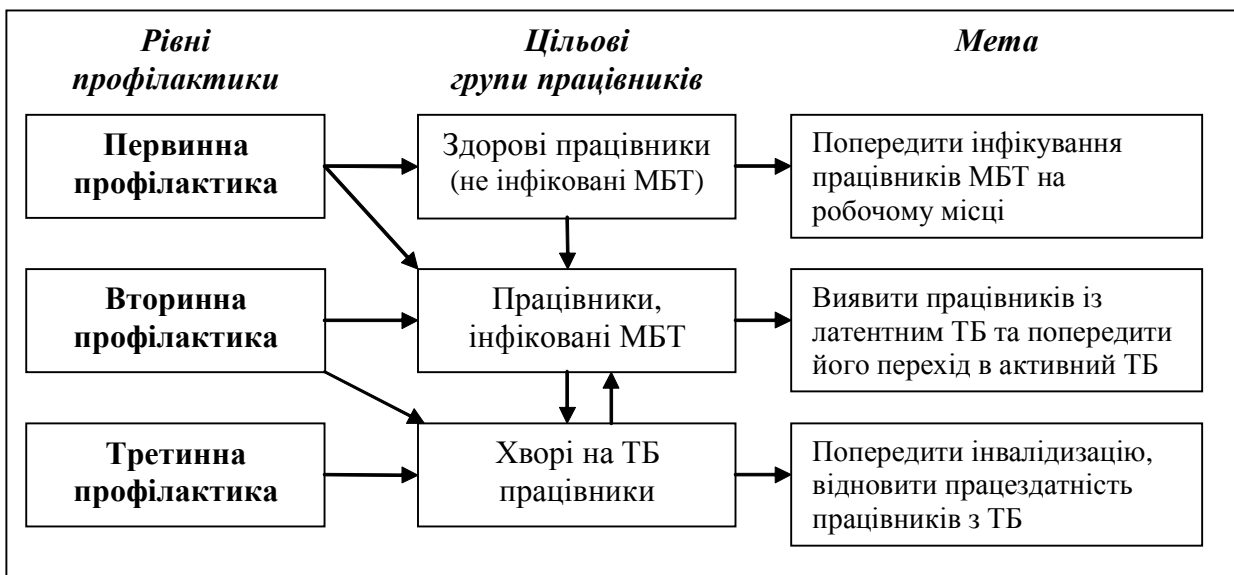 Рівні
профілактики
Цільові
групи працівників
Мета
Первинна
профілактика
Здорові працівники
(не інфіковані МБТ)
Попередити інфікування
працівників МБТ на
робочому місці
Вторинна
профілактика
Працівники,
інфіковані МБТ
Виявити працівників із
латентним ТБ та попередити
його перехід в активний ТБ
Третинна
профілактика
Хворі на ТБ
працівники
Попередити інвалідизацію,
відновити працездатність
працівників з ТБ